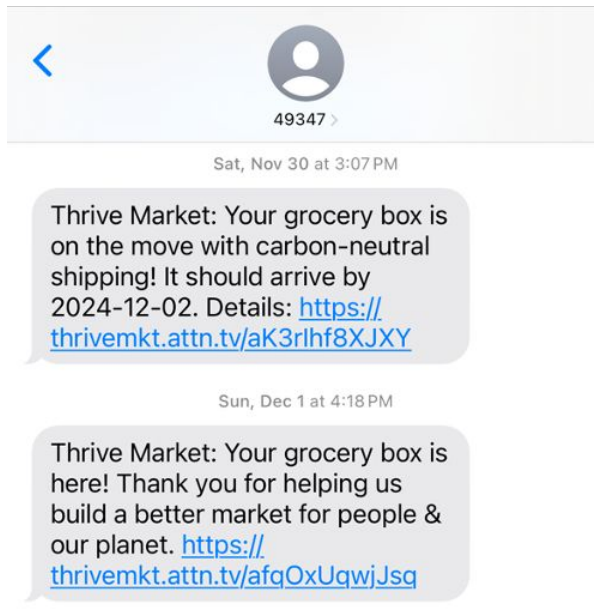 49347 >
Sat, Nov 30 at 3:07 PM
Thrive Market: Your grocery box is
on the move with carbon-neutral
shipping! It should arrive by
2024-12-02. Details: https://
thrivemkt.attn.tv/aK3rlhf8XJXY
Sun, Dec 1 at 4:18 PM
Thrive Market: Your grocery box is
here! Thank you for helping us
build a better market for people &
our planet. https://
thrivemkt.attn.tv/afqOxUqwjJsq